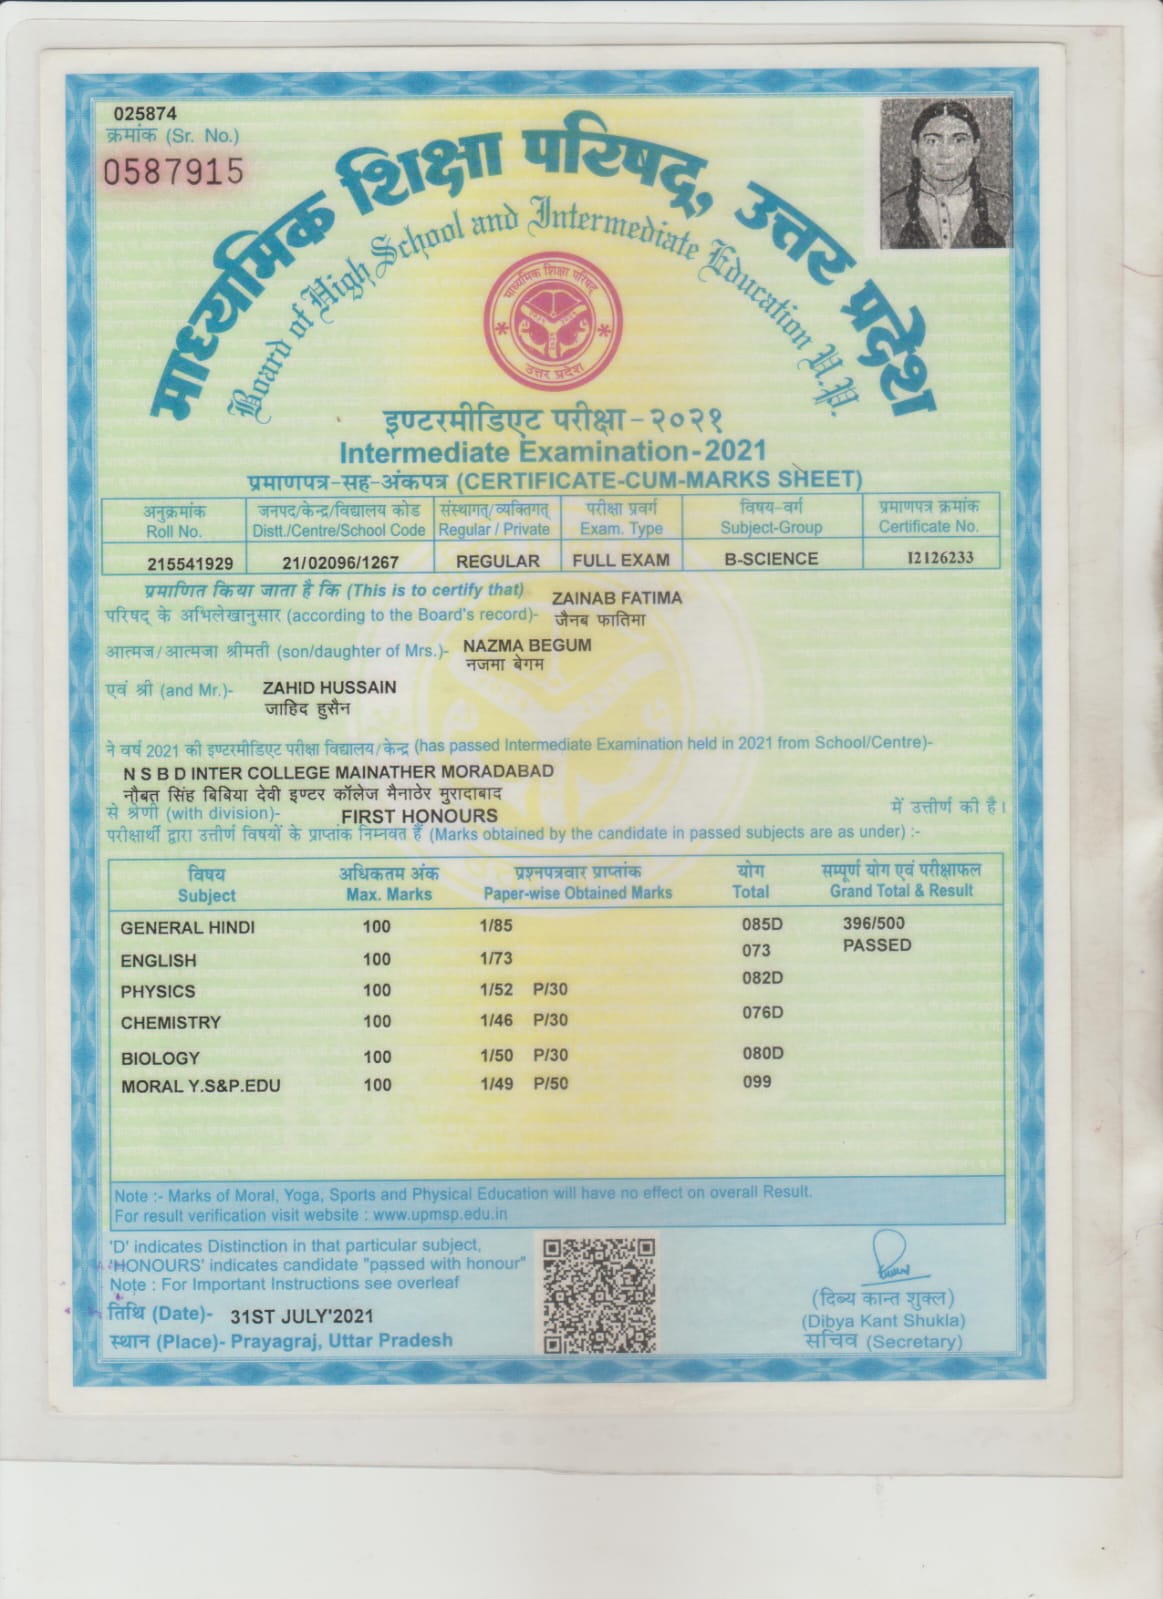 025874
क्रमांक (Sr. No.)
0587915
माध्यमिक शिक्षा परिषद्, उत्तर प्रदेश
Board of High School and Intermediate Education U.P.
माध्यमिक शिक्षा परिषद्
उत्तर प्रदेश
इण्टरमीडिएट परीक्षा-२०२१
Intermediate Examination-2021
प्रमाणपत्र-सह-अंकपत्र (CERTIFICATE-CUM-MARKS SHEET)
अनुक्रमांक जनपद/केन्द्र/विद्यालय कोड संस्थागत्/व्यक्तिगत् परीक्षा प्रवर्ग विषय-वर्ग प्रमाणपत्र क्रमांक
Roll No. Distt./Centre/School Code Regular / Private Exam. Type Subject-Group Certificate No.
215541929 21/02096/1267 REGULAR FULL EXAM B-SCIENCE 12126233
प्रमाणित किया जाता है कि (This is to certify that) ZAINAB FATIMA
परिषद् के अभिलेखानुसार (according to the Board's record)- जैनब फातिमा
आत्मज/आत्मजा श्रीमती (son/daughter of Mrs.)- NAZMA BEGUM
नजमा बेगम
एवं श्री (and Mr.)- ZAHID HUSSAIN
जाहिद हुसैन
ने वर्ष 2021 की इण्टरमीडिएट परीक्षा विद्यालय/केन्द्र (has passed Intermediate Examination held in 2021 from School/Centre)-
N S B D INTER COLLEGE MAINATHER MORADABAD
नौबत सिंह बिबिया देवी इण्टर कॉलेज मैनाठेर मुरादाबाद
से श्रेणी (with division)- FIRST HONOURS में उत्तीर्ण की है।
परीक्षार्थी द्वारा उत्तीर्ण विषयों के प्राप्तांक निम्नवत हैं (Marks obtained by the candidate in passed subjects are as under) :-
विषय अधिकतम अंक प्रश्नपत्रवार प्राप्तांक योग सम्पूर्ण योग एवं परीक्षाफल
Subject Max. Marks Paper-wise Obtained Marks Total Grand Total & Result
GENERAL HINDI 100 1/85 085D 396/500
PASSED
ENGLISH 100 1/73 073
PHYSICS 100 1/52 P/30 082D
CHEMISTRY 100 1/46 P/30 076D
BIOLOGY 100 1/50 P/30 080D
MORAL Y.S&P.EDU 100 1/49 P/50 099
Note :- Marks of Moral, Yoga, Sports and Physical Education will have no effect on overall Result.
For result verification visit website : www.upmsp.edu.in
'D' indicates Distinction in that particular subject,
'HONOURS' indicates candidate "passed with honour"
Note : For Important Instructions see overleaf
तिथि (Date)- 31ST JULY'2021
स्थान (Place)- Prayagraj, Uttar Pradesh
(दिब्य कान्त शुक्ल)
(Dibya Kant Shukla)
सचिव (Secretary)